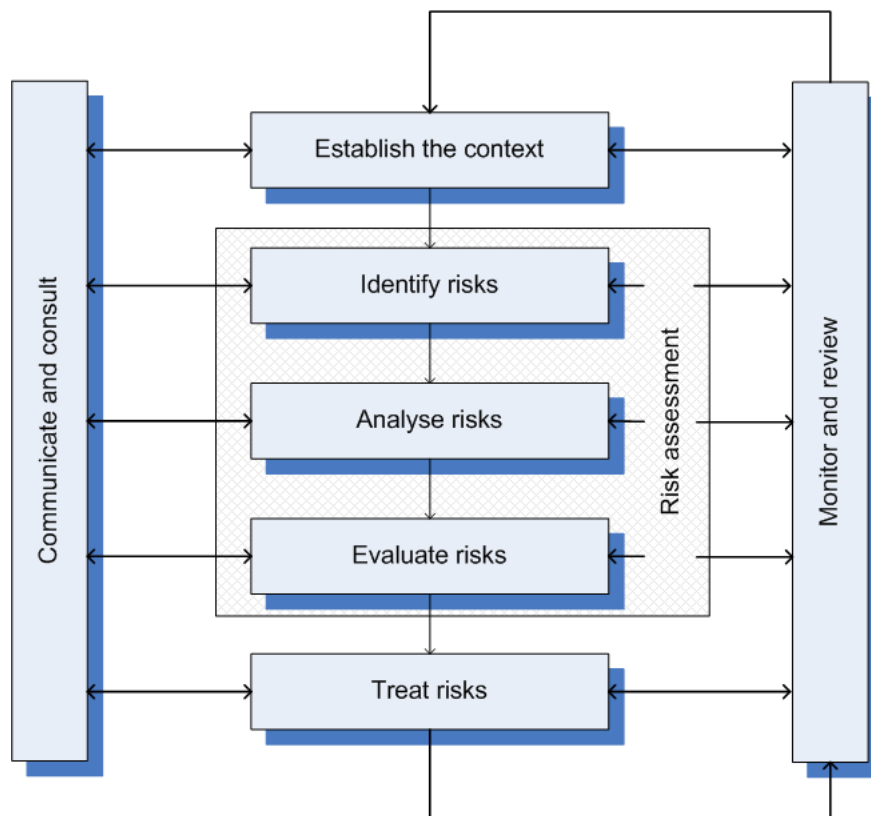 Establish the context
Identify risks
Analyse risks
Evaluate risks
Treat risks
Communicate and consult
Risk assessment
Monitor and review